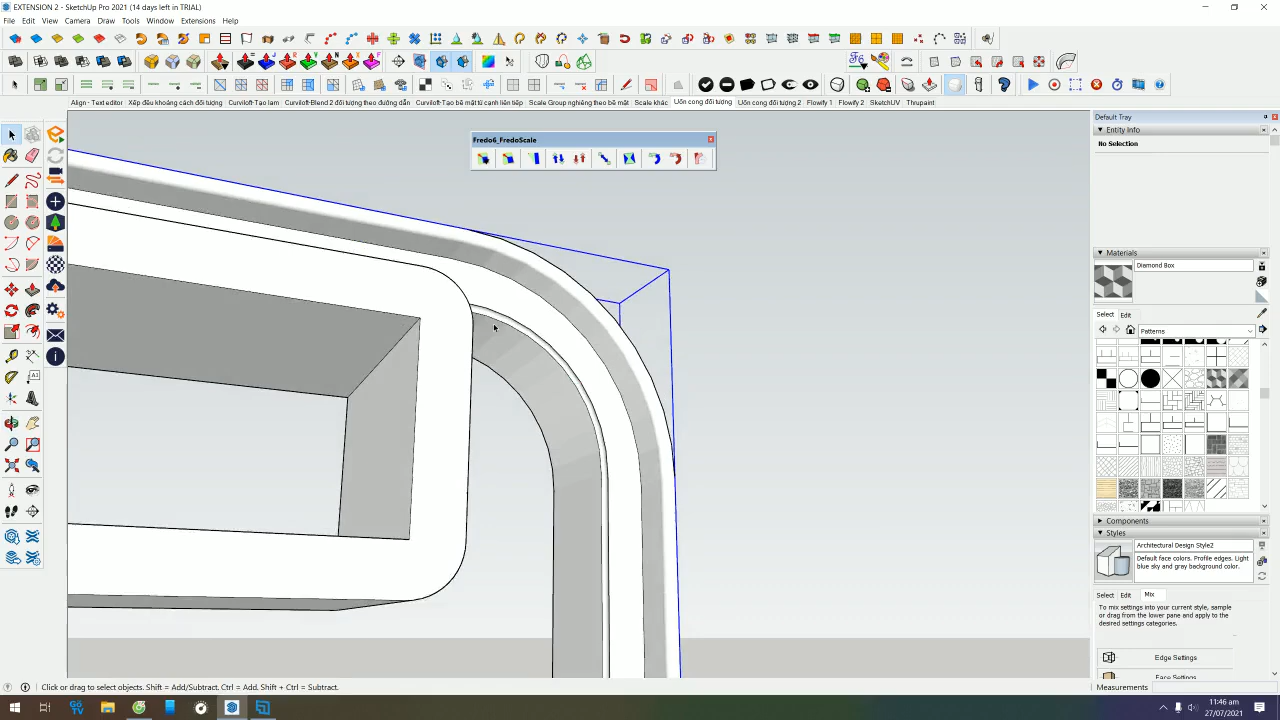 EXTENSION 2 - SketchUp Pro 2021 (14 days left in TRIAL)
File Edit View Camera Draw Tools Window Extensions Help
Align - Text editor Xếp đều khoảng cách đối tượng Curviloft-Tạo lam Curviloft-Blend 2 đối tượng theo đường dẫn Curviloft-Tạo bề mặt từ cạnh liên tiếp Scale Group nghiêng theo bề mặt Scale khác Uốn cong đối tượng Uốn cong đối tượng 2 Flowify 1 Flowify 2 SketchUV Thrupaint
Fredo6_FredoScale
Default Tray
Entity Info
No Selection
Materials
Diamond Box
Select Edit
Patterns
Components
Styles
Architectural Design Style2
Default face colors. Profile edges. Light
blue sky and gray background color.
Select Edit Mix
To mix settings into your current style, sample
or drag from the lower pane and apply to the
desired settings categories.
Edge Settings
Face Settings
Click or drag to select objects. Shift = Add/Subtract. Ctrl = Add. Shift + Ctrl = Subtract.
Measurements
11:46 am
27/07/2021